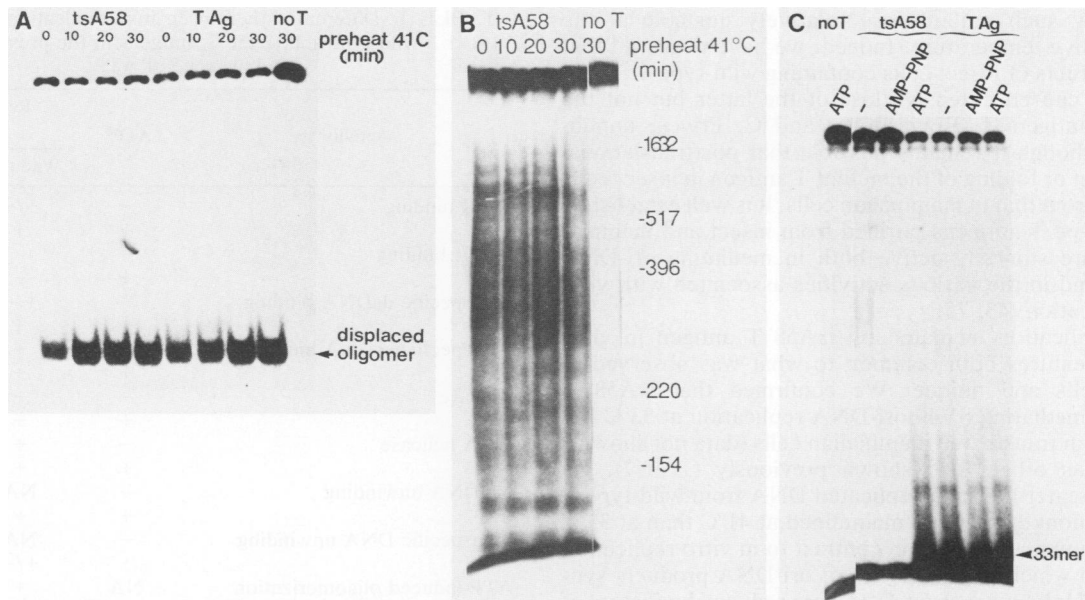 A
tsA58 TAg noT
0 10 20 30 0 10 20 30 30 preheat 41C
(min)
displaced
oligomer
B
tsA58 no T
0 10 20 30 30 preheat 41°C
(min)
-1632
-517
-396
-220
-154
C
noT tsA58 TAg
ATP - AMP-PNP ATP - AMP-PNP ATP
33mer